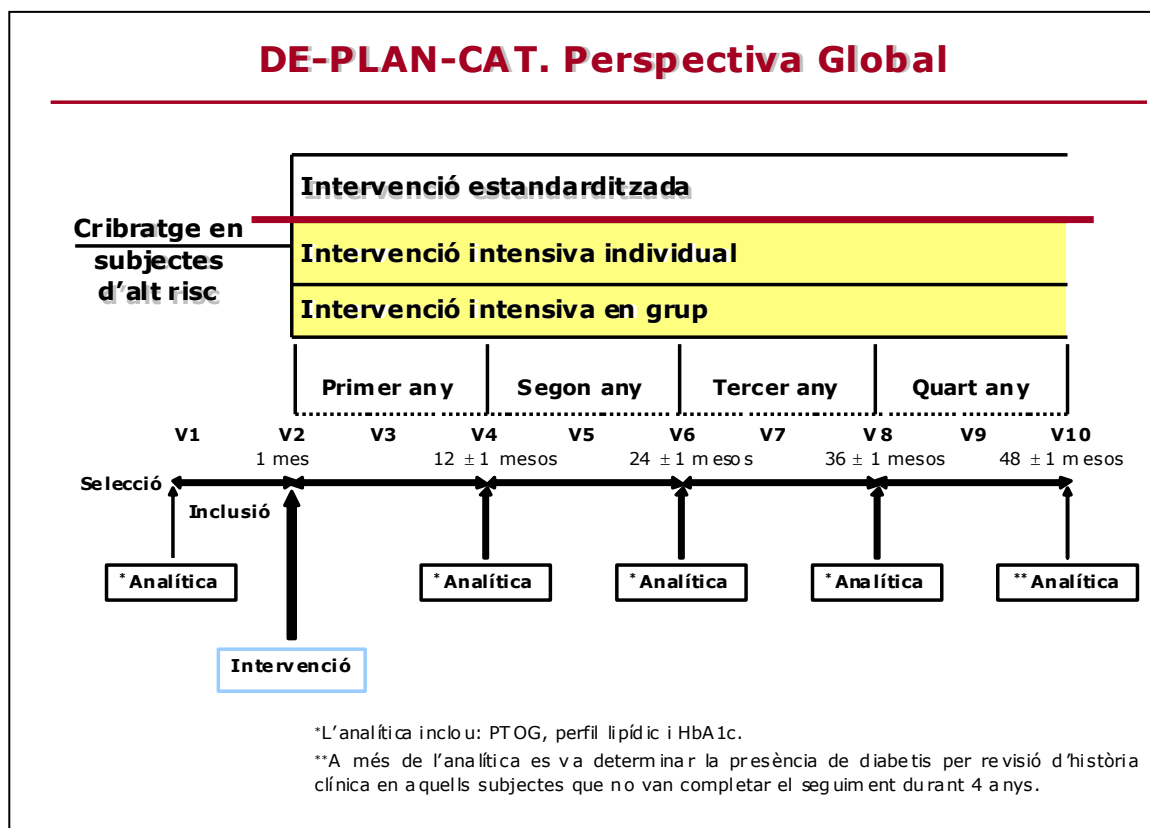 DE-PLAN-CAT. Perspectiva Global
Intervenció estandarditzada
Cribratge en
subjectes
d'alt risc
Intervenció intensiva individual
Intervenció intensiva en grup
Primer any
Segon any
Tercer any
Quart any
V1 V2 V3 V4 V5 V6 V7 V8 V9 V10
1 mes 12 ± 1 mesos 24 ± 1 mesos 36 ± 1 mesos 48 ± 1 mesos
Selecció
Inclusió
*Analítica *Analítica *Analítica *Analítica **Analítica
Intervenció
*L'analítica inclou: PTOG, perfil lipídic i HbA1c.
**A més de l'analítica es va determinar la presència de diabetis per revisió d'història
clínica en aquells subjectes que no van completar el seguiment durant 4 anys.